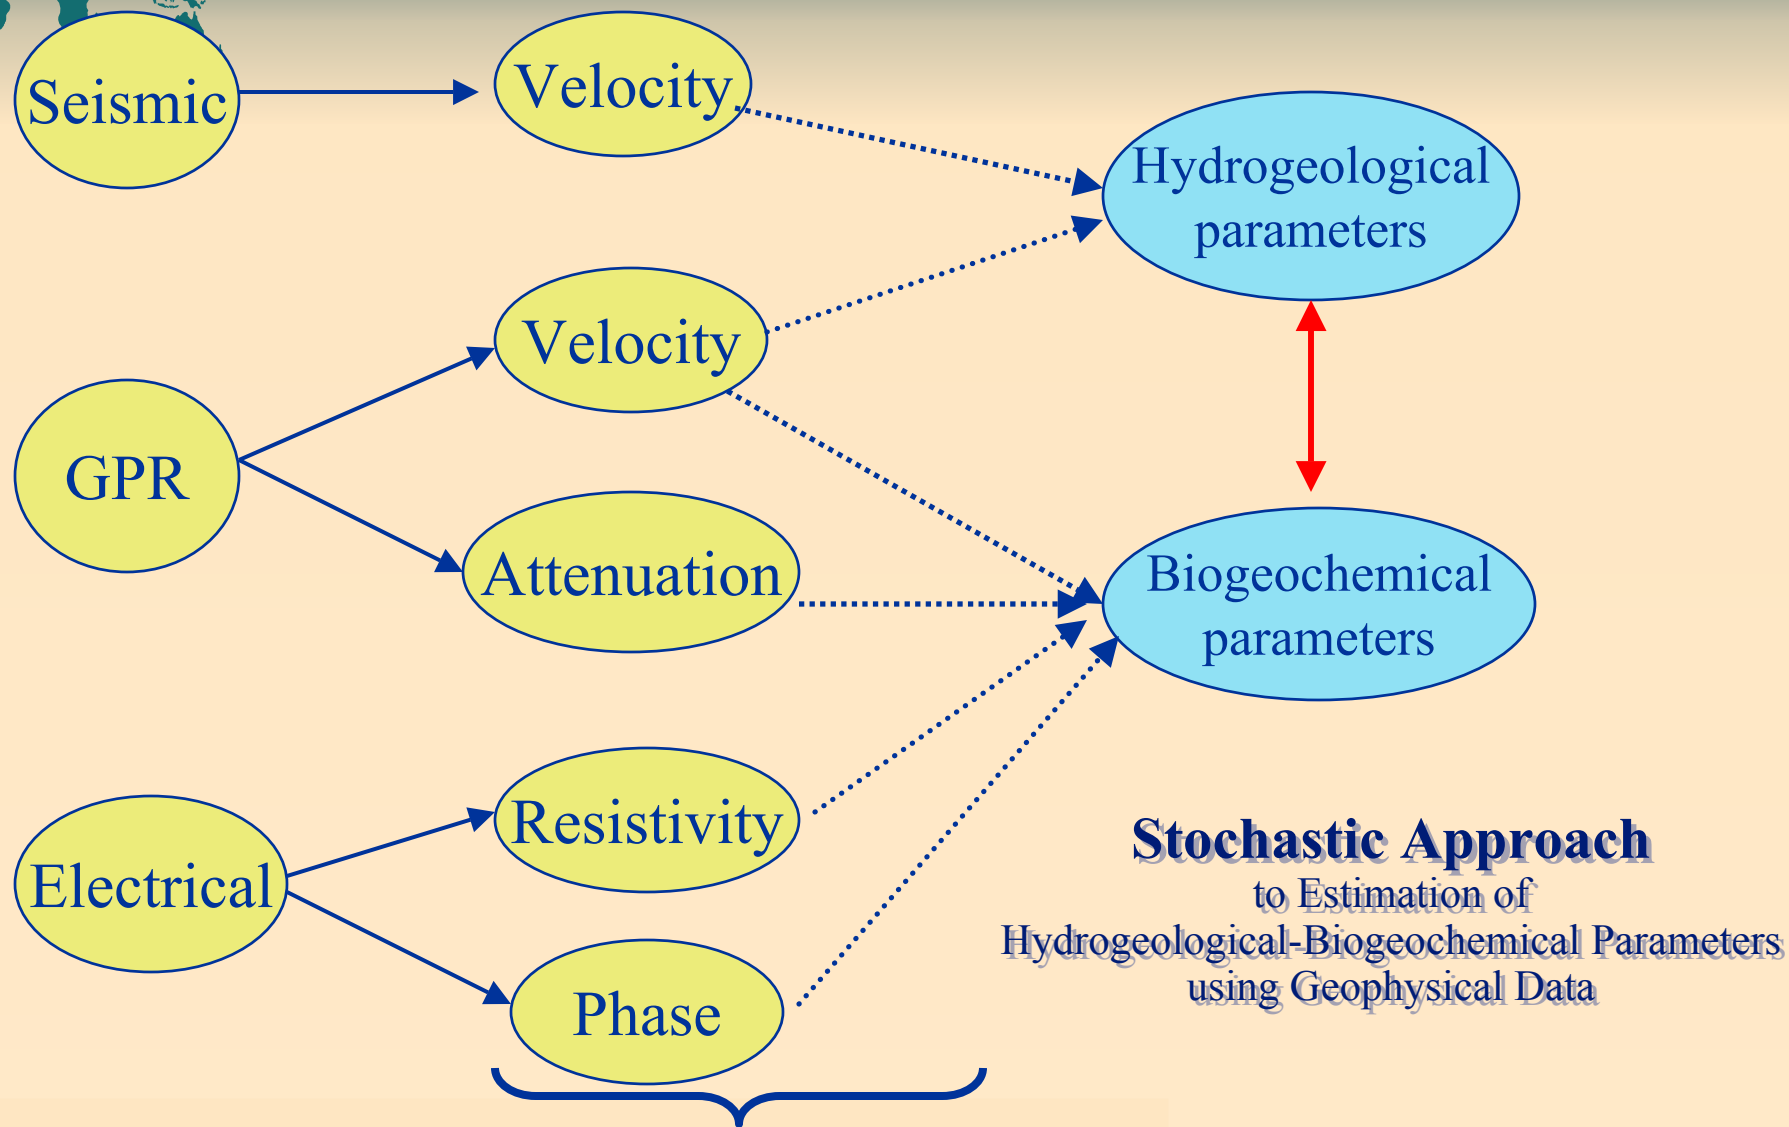 Seismic
Velocity
Hydrogeological
parameters
Velocity
GPR
Attenuation
Biogeochemical
parameters
Resistivity
Electrical
Phase
Stochastic Approach
to Estimation of
Hydrogeological-Biogeochemical Parameters
using Geophysical Data